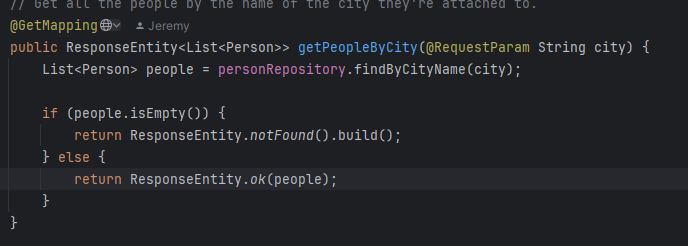 // Get all the people by the name of the city they're attached to.
@GetMapping Jeremy
public ResponseEntity<List<Person>> getPeopleByCity(@RequestParam String city) {
    List<Person> people = personRepository.findByCityName(city);
    if (people.isEmpty()) {
        return ResponseEntity.notFound().build();
    } else {
        return ResponseEntity.ok(people);
    }
}